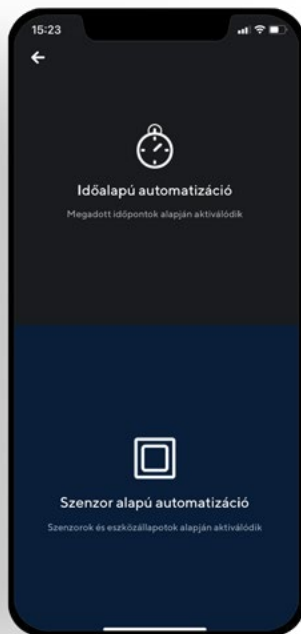 15:23
Időalapú automatizáció
Megadott időpontok alapján aktiválódik
Szenzor alapú automatizáció
Szenzorok és eszközállapotok alapján aktiválódik